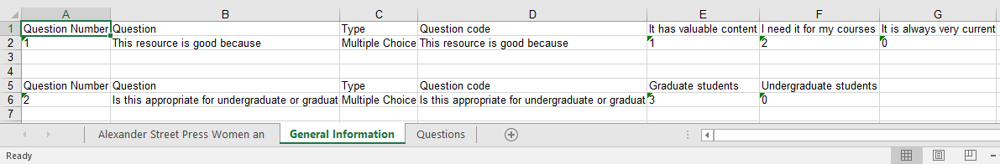 A B C D E F G
1 Question Number Question Type Question code It has valuable content I need it for my courses It is always very current
2 1 This resource is good because Multiple Choice This resource is good because 1 2 0
3
4
5 Question Number Question Type Question code Graduate students Undergraduate students
6 2 Is this appropriate for undergraduate or graduat Multiple Choice Is this appropriate for undergraduate or graduat 3 0
7
Alexander Street Press Women an General Information Questions
Ready